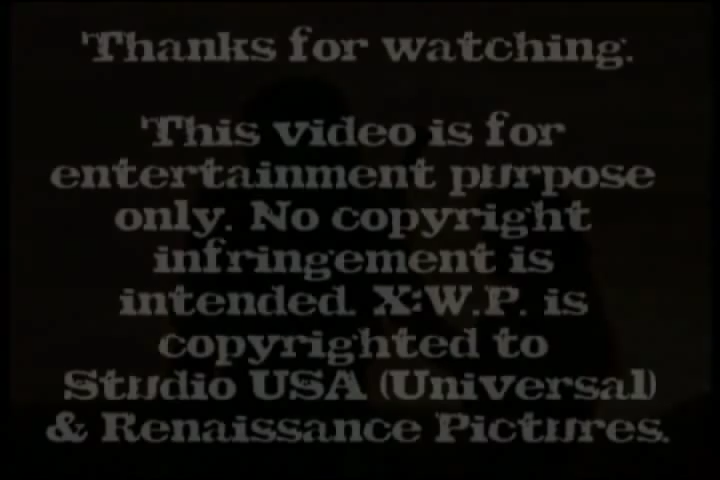 Thanks for watching.
This video is for
entertainment purpose
only. No copyright
infringement is
intended. X:W.P. is
copyrighted to
Studio USA (Universal)
& Renaissance Pictures.